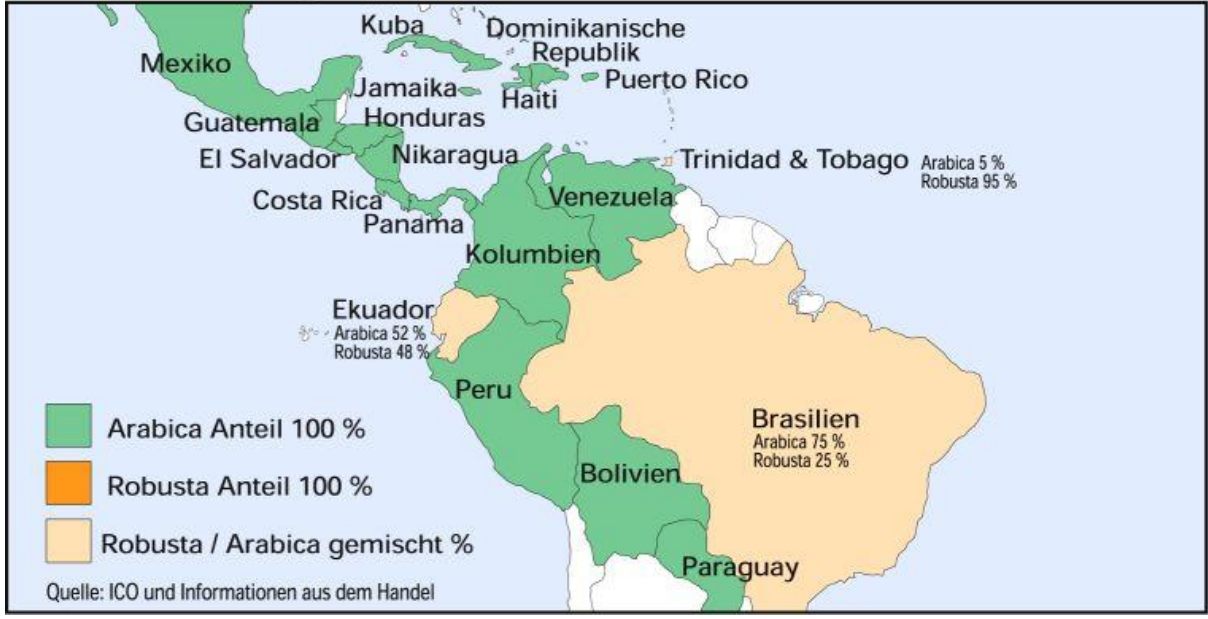 Kuba
Dominikanische
Republik
Mexiko
Puerto Rico
Jamaika
Haiti
Guatemala
Honduras
El Salvador
Nikaragua
Trinidad & Tobago
Arabica 5 %
Robusta 95 %
Costa Rica
Venezuela
Panama
Kolumbien
Ekuador
Arabica 52 %
Robusta 48 %
Peru
Brasilien
Arabica 75 %
Robusta 25 %
Bolivien
Paraguay
Arabica Anteil 100 %
Robusta Anteil 100 %
Robusta / Arabica gemischt %
Quelle: ICO und Informationen aus dem Handel